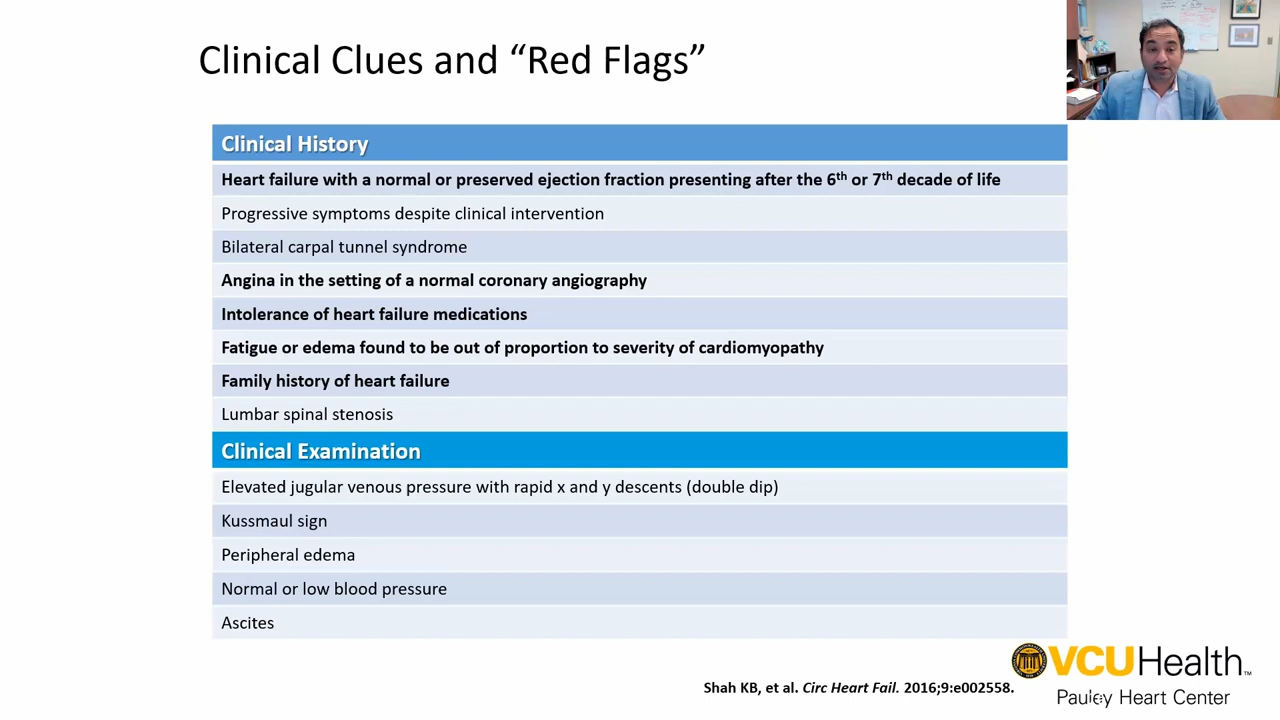 Clinical Clues and “Red Flags”
Clinical History
Heart failure with a normal or preserved ejection fraction presenting after the 6th or 7th decade of life
Progressive symptoms despite clinical intervention
Bilateral carpal tunnel syndrome
Angina in the setting of a normal coronary angiography
Intolerance of heart failure medications
Fatigue or edema found to be out of proportion to severity of cardiomyopathy
Family history of heart failure
Lumbar spinal stenosis
Clinical Examination
Elevated jugular venous pressure with rapid x and y descents (double dip)
Kussmaul sign
Peripheral edema
Normal or low blood pressure
Ascites
Shah KB, et al. Circ Heart Fail. 2016;9:e002558.
VCUHealth™
Pauley Heart Center